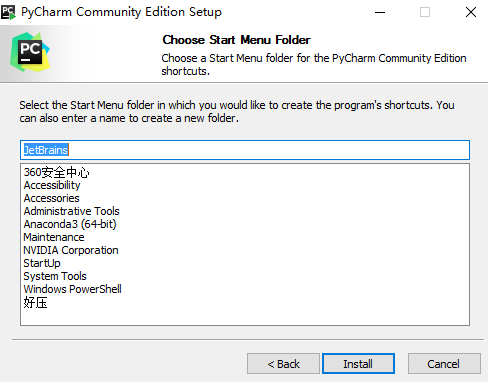 PyCharm Community Edition Setup
PC
Choose Start Menu Folder
Choose a Start Menu folder for the PyCharm Community Edition
shortcuts.
Select the Start Menu folder in which you would like to create the program's shortcuts. You
can also enter a name to create a new folder.
JetBrains
360安全中心
Accessibility
Accessories
Administrative Tools
Anaconda3 (64-bit)
Maintenance
NVIDIA Corporation
StartUp
System Tools
Windows PowerShell
好压
< Back
Install
Cancel